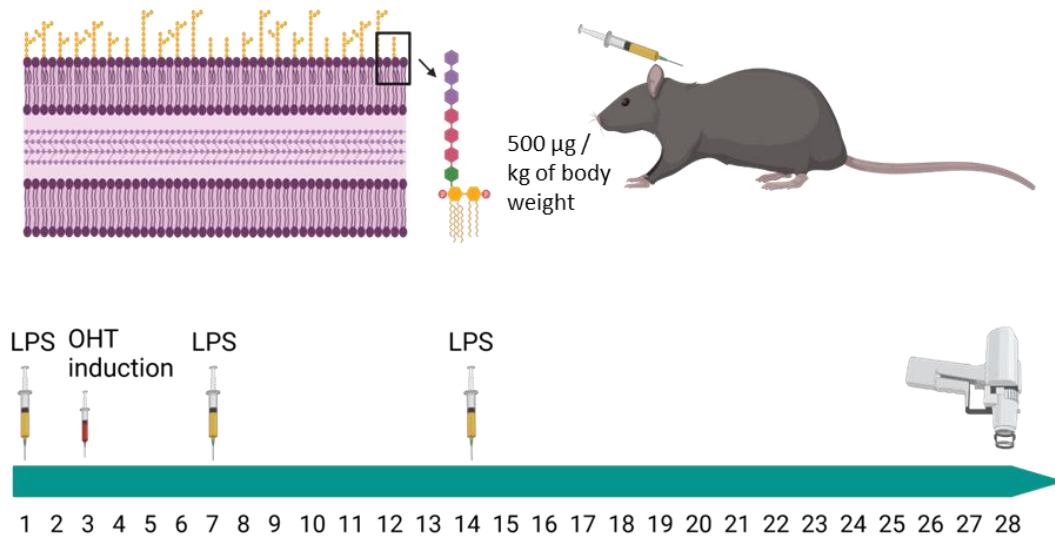 P P
500 µg /
kg of body
weight
LPS OHT LPS LPS
induction
1 2 3 4 5 6 7 8 9 10 11 12 13 14 15 16 17 18 19 20 21 22 23 24 25 26 27 28